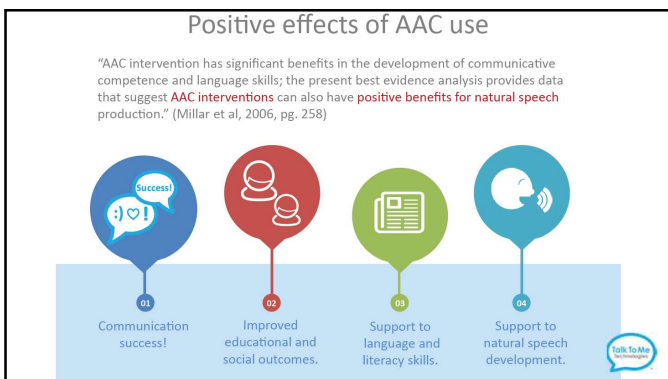 Positive effects of AAC use
“AAC intervention has significant benefits in the development of communicative
competence and language skills; the present best evidence analysis provides data
that suggest AAC interventions can also have positive benefits for natural speech
production.” (Millar et al, 2006, pg. 258)
Success!
:) ♡ !
01
Communication
success!
02
Improved
educational and
social outcomes.
03
Support to
language and
literacy skills.
04
Support to
natural speech
development.
Talk To Me
Technologies